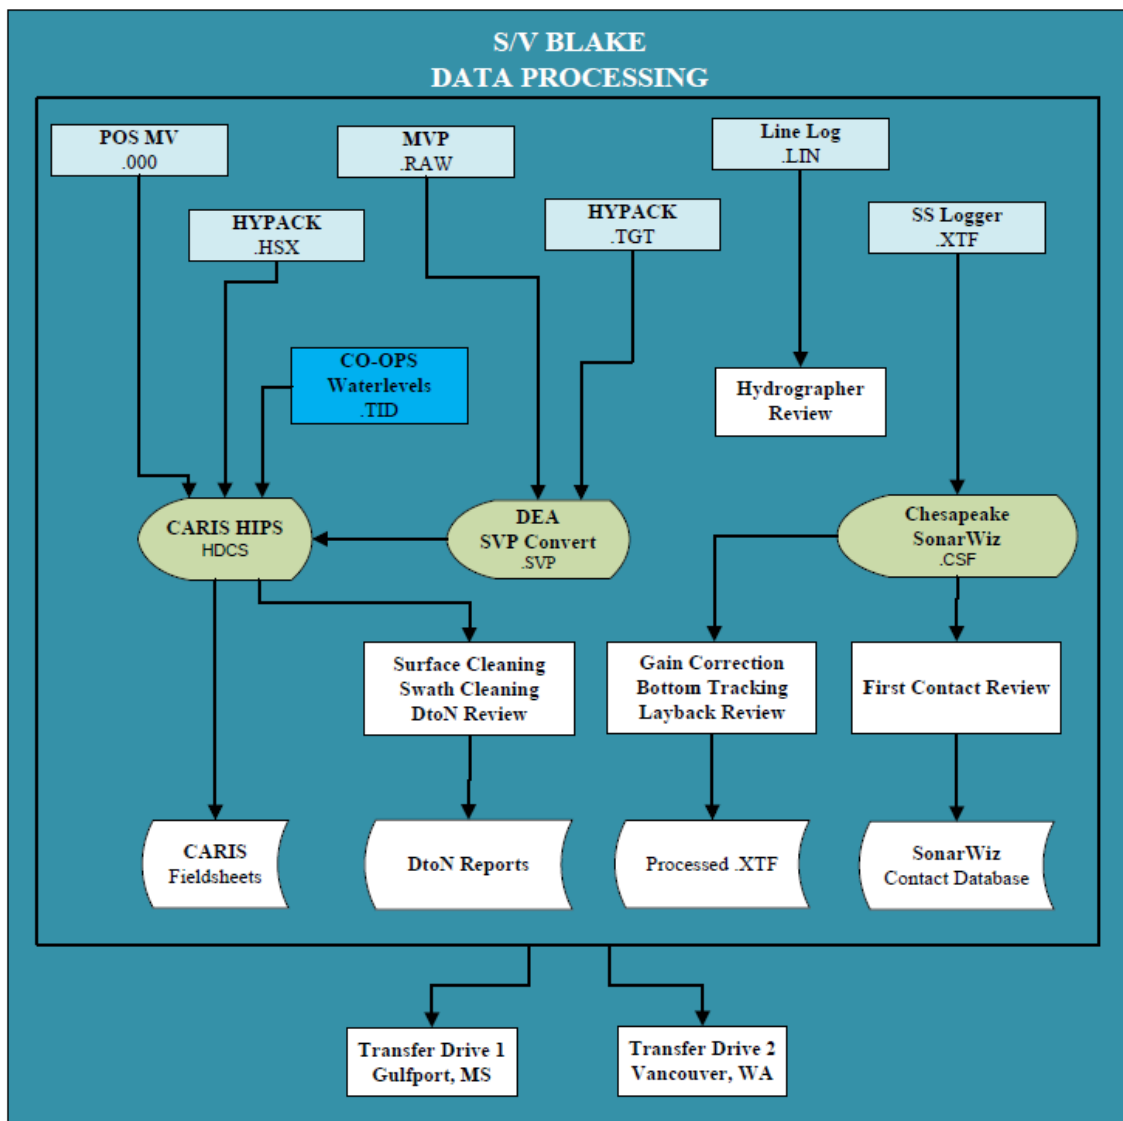 S/V BLAKE
DATA PROCESSING
POS MV
.000
MVP
.RAW
Line Log
.LIN
HYPACK
.HSX
HYPACK
.TGT
SS Logger
.XTF
CO-OPS
Waterlevels
.TID
Hydrographer
Review
CARIS HIPS
HDCS
DEA
SVP Convert
.SVP
Chesapeake
SonarWiz
.CSF
Surface Cleaning
Swath Cleaning
DtoN Review
Gain Correction
Bottom Tracking
Layback Review
First Contact Review
CARIS
Fieldsheets
DtoN Reports
Processed .XTF
SonarWiz
Contact Database
Transfer Drive 1
Gulfport, MS
Transfer Drive 2
Vancouver, WA